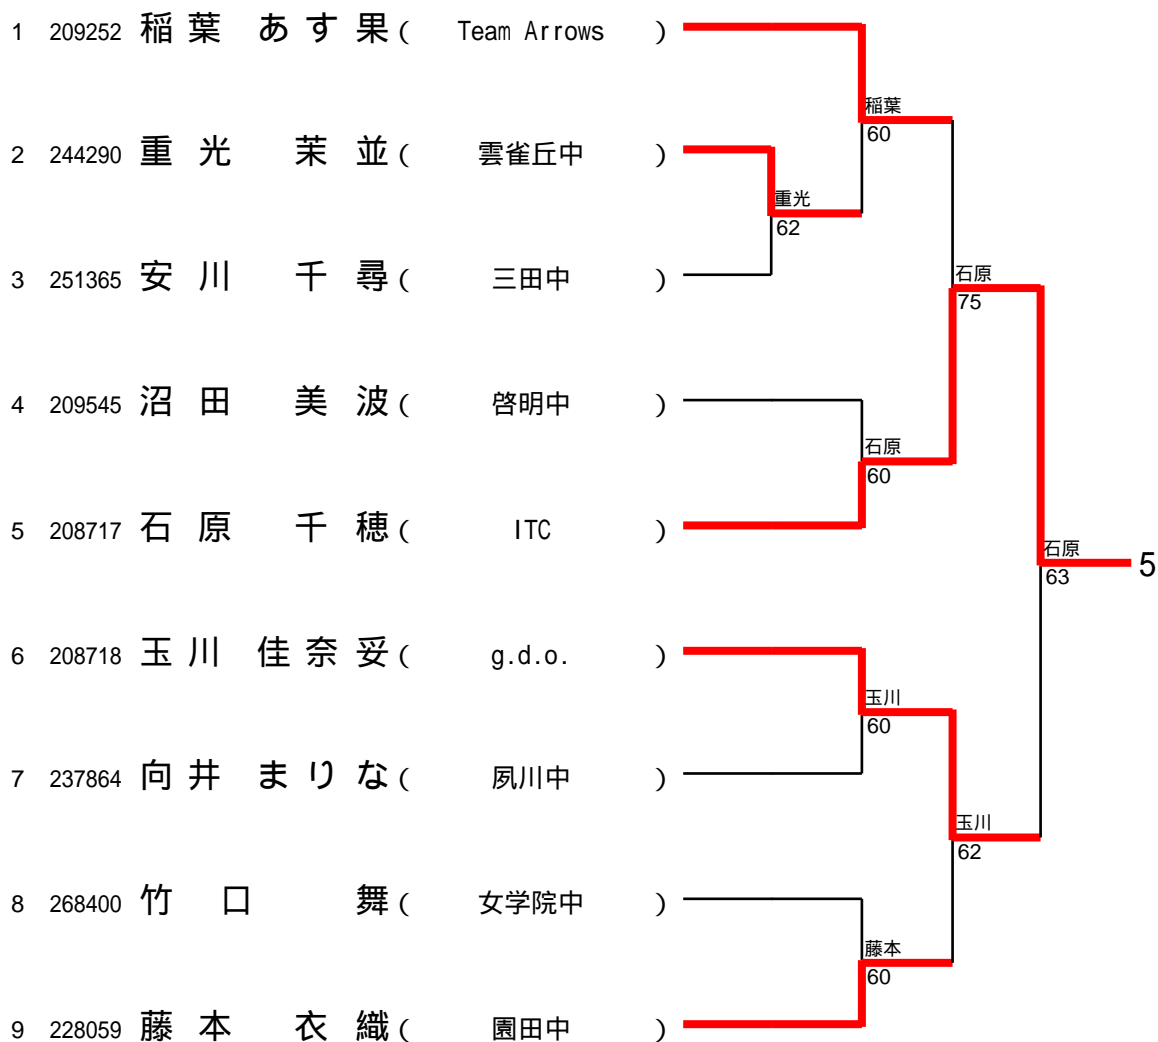 1 209252 稲葉 あす果 ( Team Arrows )
稲葉
60
2 244290 重光 茉並 ( 雲雀丘中 )
重光
62
3 251365 安川 千尋 ( 三田中 )
石原
75
4 209545 沼田 美波 ( 啓明中 )
石原
60
5 208717 石原 千穂 ( ITC )
石原
63
5
6 208718 玉川 佳奈妥 ( g.d.o. )
玉川
60
7 237864 向井 まりな ( 夙川中 )
玉川
62
8 268400 竹口 舞 ( 女学院中 )
藤本
60
9 228059 藤本 衣織 ( 園田中 )